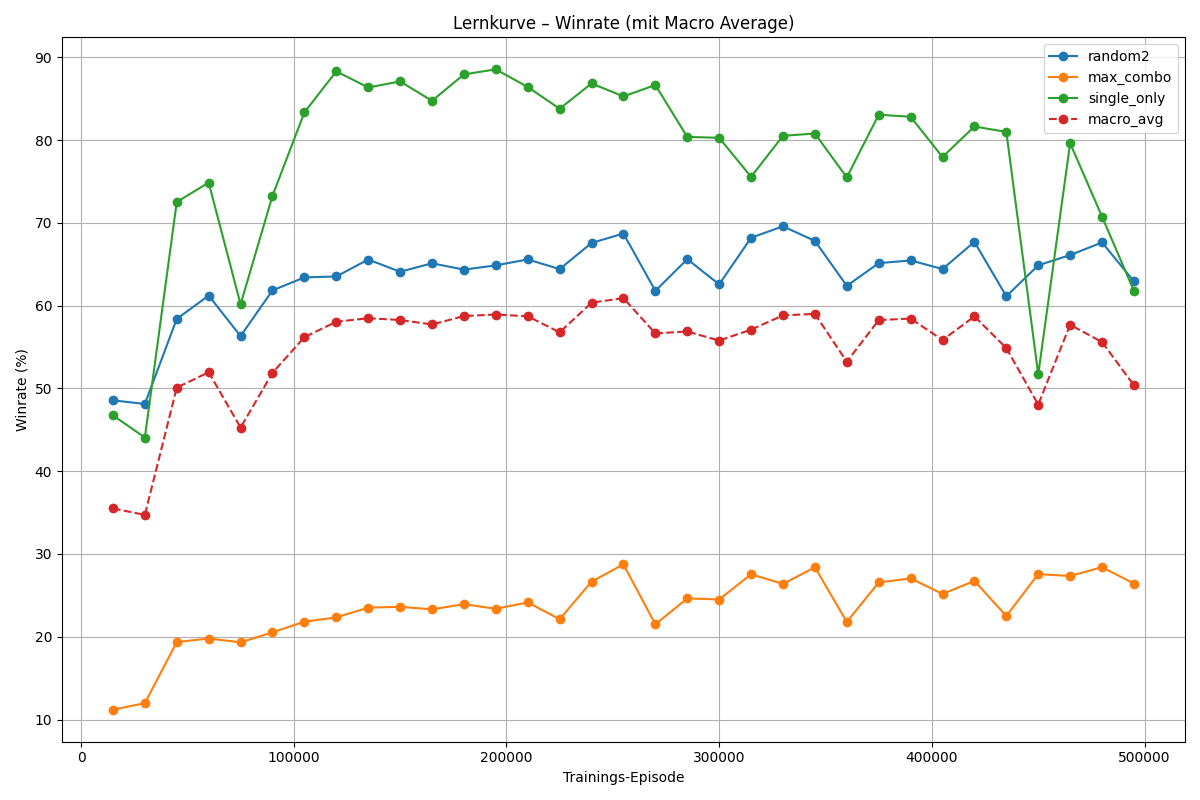 Lernkurve – Winrate (mit Macro Average)
random2
max_combo
single_only
macro_avg
Winrate (%)
90
80
70
60
50
40
30
20
10
0 100000 200000 300000 400000 500000
Trainings-Episode